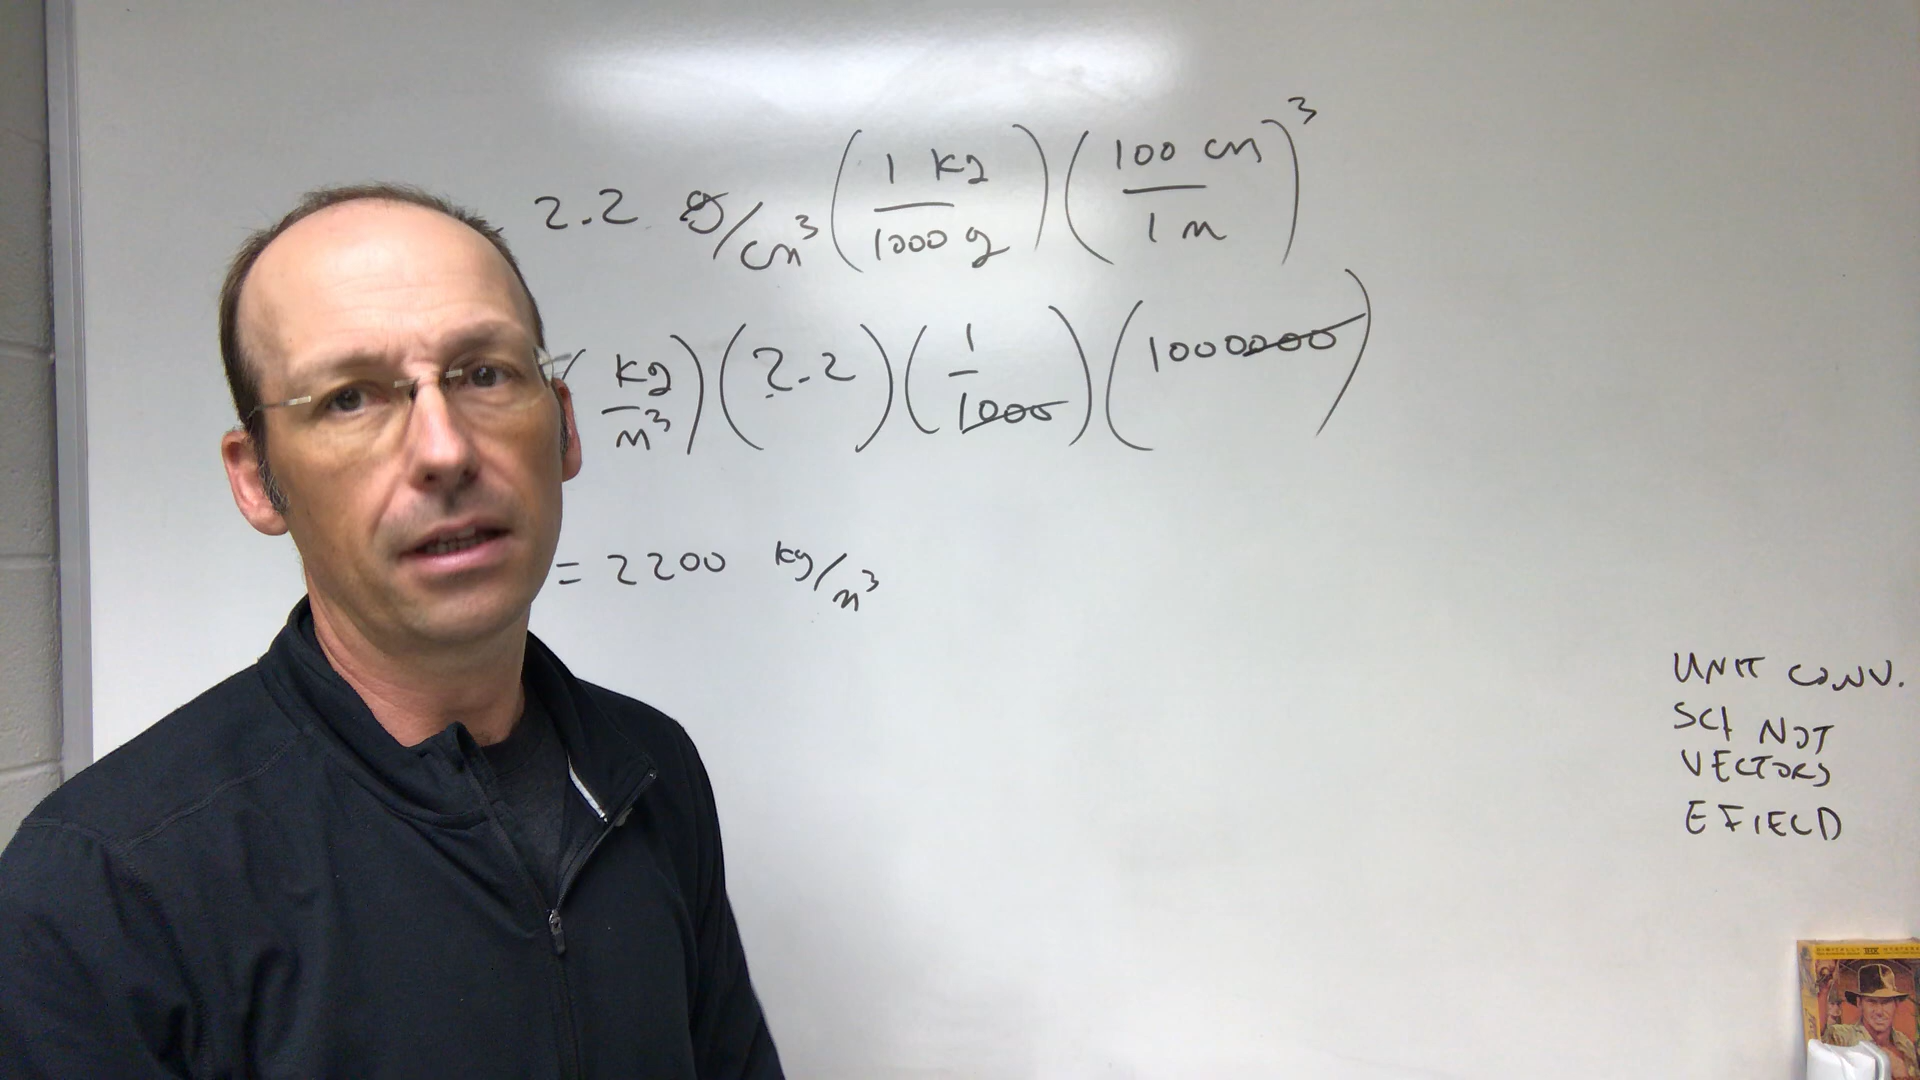 2.2 g/cm³ (1 kg / 1000 g) (100 cm / 1 m)³
(kg / m³) (2.2) (1 / 1000) (1000000)
= 2200 kg/m³
UNIT CONV.
SCI NOT
VECTORS
E FIELD